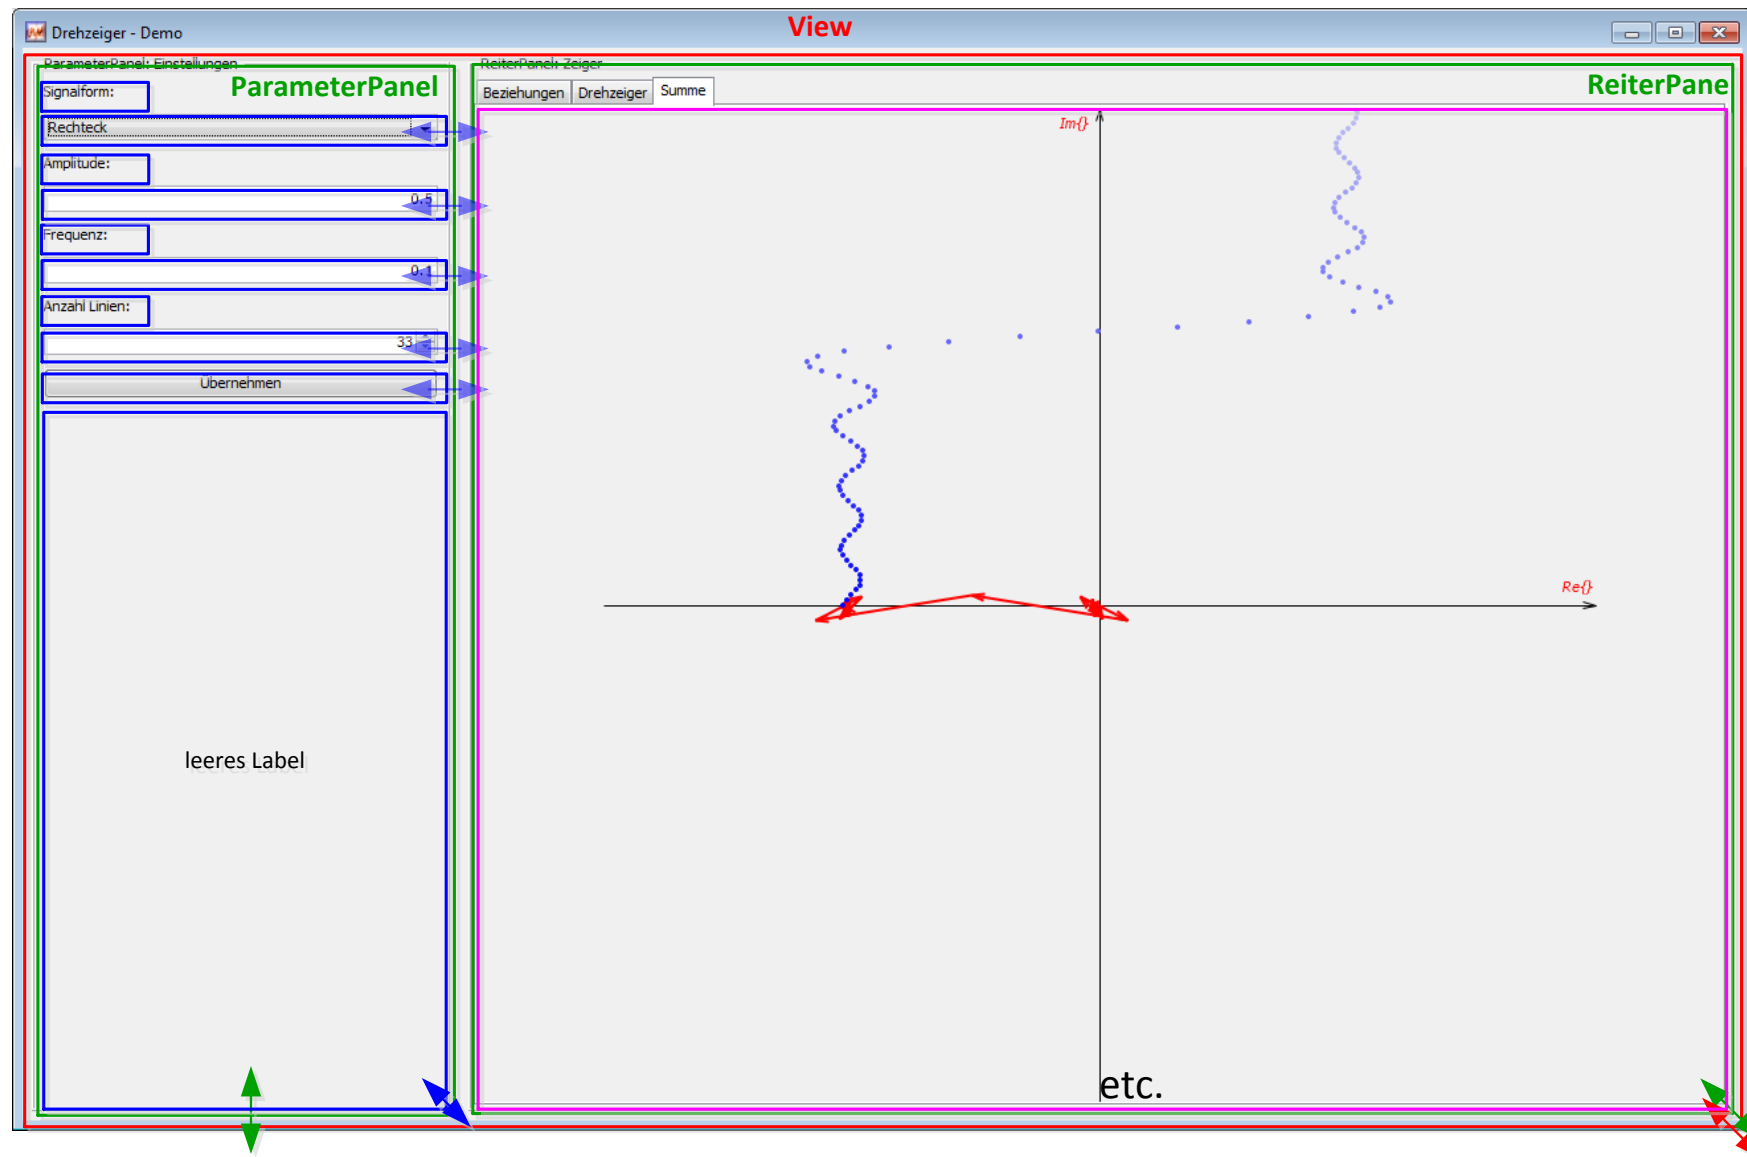 View
Drehzeiger - Demo
ParameterPanel: Einstellungen
ParameterPanel
Signalform:
Rechteck
Amplitude:
0.5
Frequenz:
0.1
Anzahl Linien:
33
Übernehmen
leeres Label
ReiterPanel: Zeiger
ReiterPane
Beziehungen Drehzeiger Summe
Im{}
Re{}
etc.